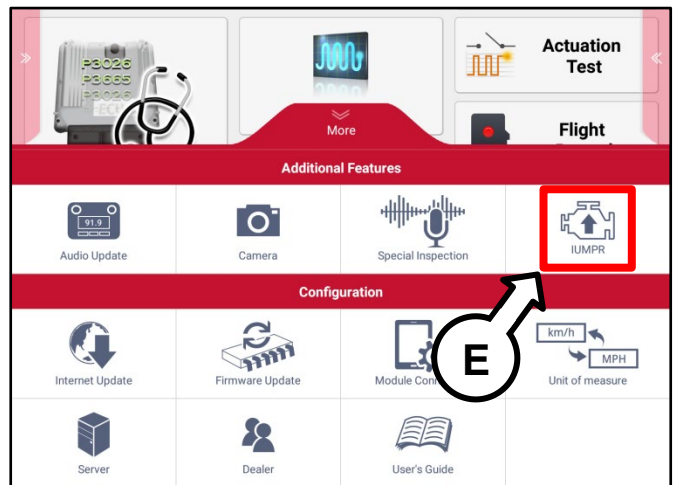 P3026
P3665
Actuation
Test
More
Flight
Additional Features
91.9
Audio Update
Camera
Special Inspection
IUMPR
Configuration
E
km/h
MPH
Internet Update
Firmware Update
Module Con
Unit of measure
Server
Dealer
User's Guide